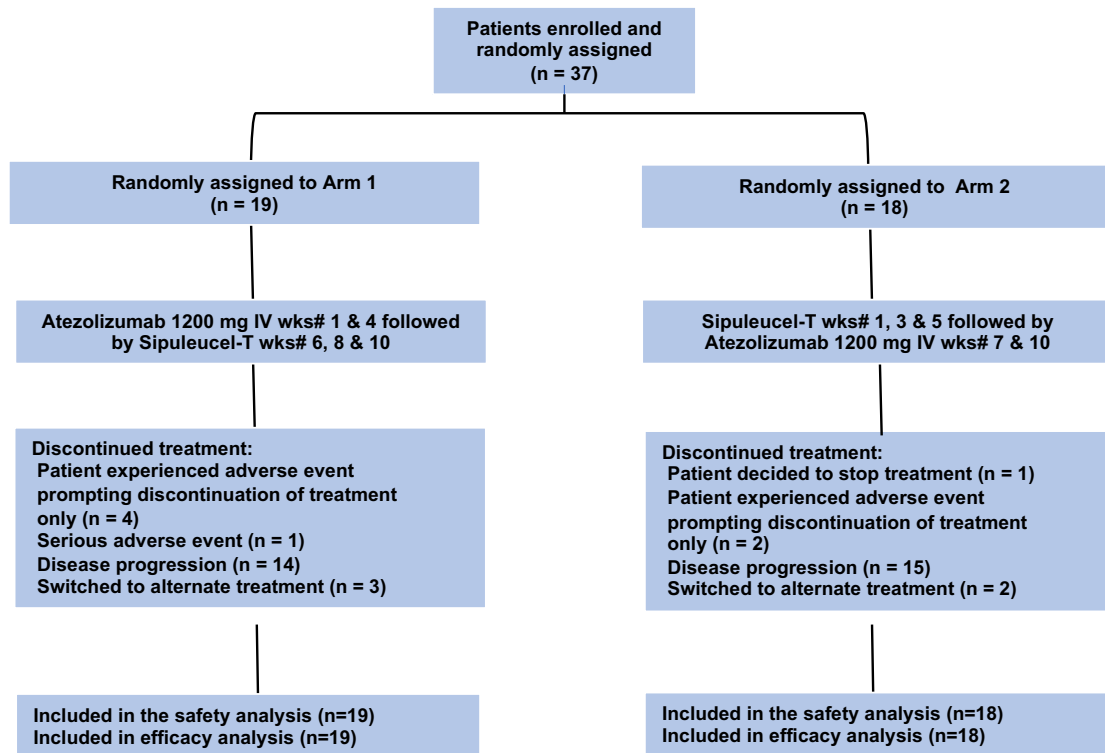 Patients enrolled and
randomly assigned
(n = 37)
Randomly assigned to Arm 1
(n = 19)
Randomly assigned to Arm 2
(n = 18)
Atezolizumab 1200 mg IV wks# 1 & 4 followed
by Sipuleucel-T wks# 6, 8 & 10
Sipuleucel-T wks# 1, 3 & 5 followed by
Atezolizumab 1200 mg IV wks# 7 & 10
Discontinued treatment:
Patient experienced adverse event
prompting discontinuation of treatment
only (n = 4)
Serious adverse event (n = 1)
Disease progression (n = 14)
Switched to alternate treatment (n = 3)
Discontinued treatment:
Patient decided to stop treatment (n = 1)
Patient experienced adverse event
prompting discontinuation of treatment
only (n = 2)
Disease progression (n = 15)
Switched to alternate treatment (n = 2)
Included in the safety analysis (n=19)
Included in efficacy analysis (n=19)
Included in the safety analysis (n=18)
Included in efficacy analysis (n=18)